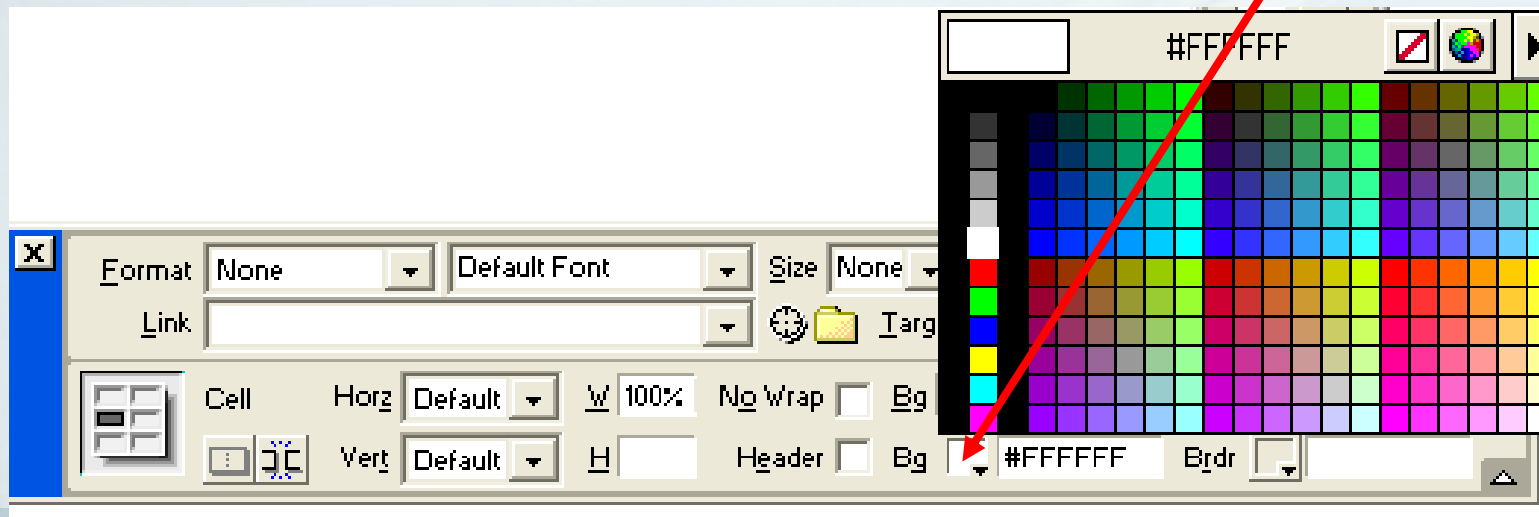 #FFFFFF
Format None Default Font Size None
Link Targ
Cell Horz Default W 100% No Wrap Bg
Vert Default H Header Bg #FFFFFF Brdr